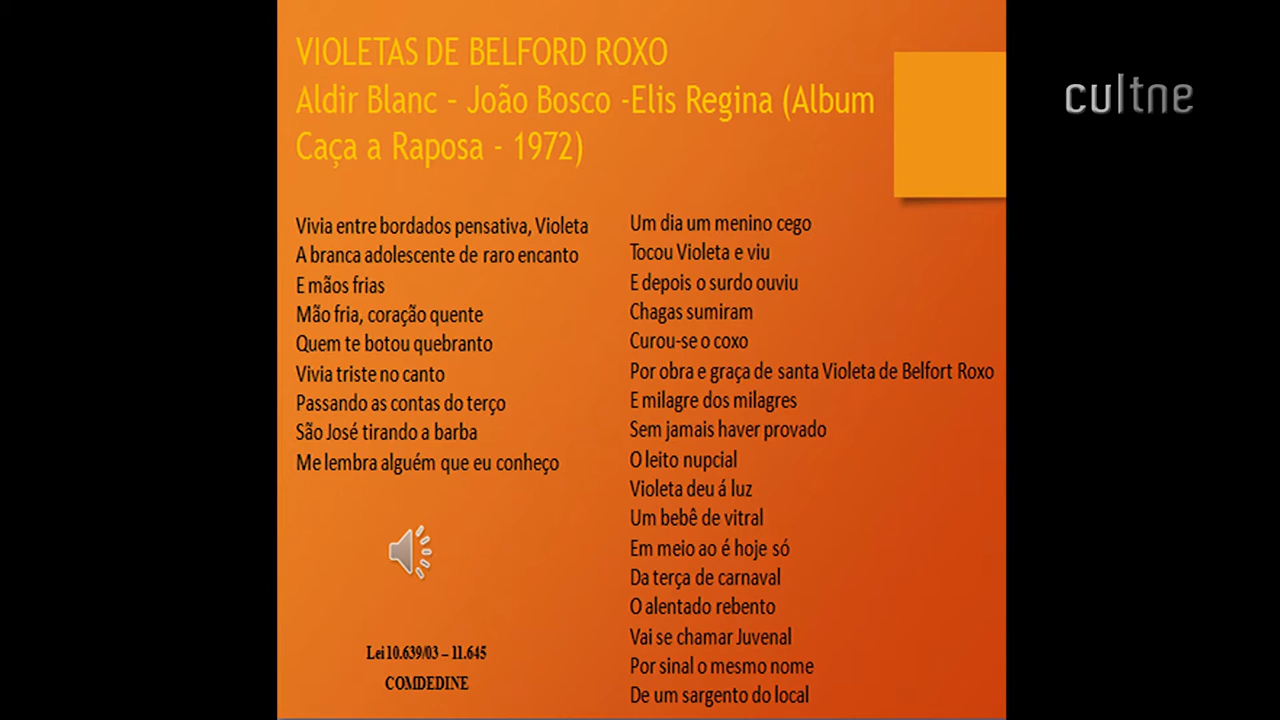 VIOLETAS DE BELFORD ROXO
Aldir Blanc - João Bosco -Elis Regina (Album
Caça a Raposa - 1972)
cultne
Vivia entre bordados pensativa, Violeta
A branca adolescente de raro encanto
E mãos frias
Mão fria, coração quente
Quem te botou quebranto
Vivia triste no canto
Passando as contas do terço
São José tirando a barba
Me lembra alguém que eu conheço
Um dia um menino cego
Tocou Violeta e viu
E depois o surdo ouviu
Chagas sumiram
Curou-se o coxo
Por obra e graça de santa Violeta de Belfort Roxo
E milagre dos milagres
Sem jamais haver provado
O leito nupcial
Violeta deu á luz
Um bebê de vitral
Em meio ao é hoje só
Da terça de carnaval
O alentado rebento
Vai se chamar Juvenal
Por sinal o mesmo nome
De um sargento do local
Lei 10.639/03 – 11.645
COMDEDINE